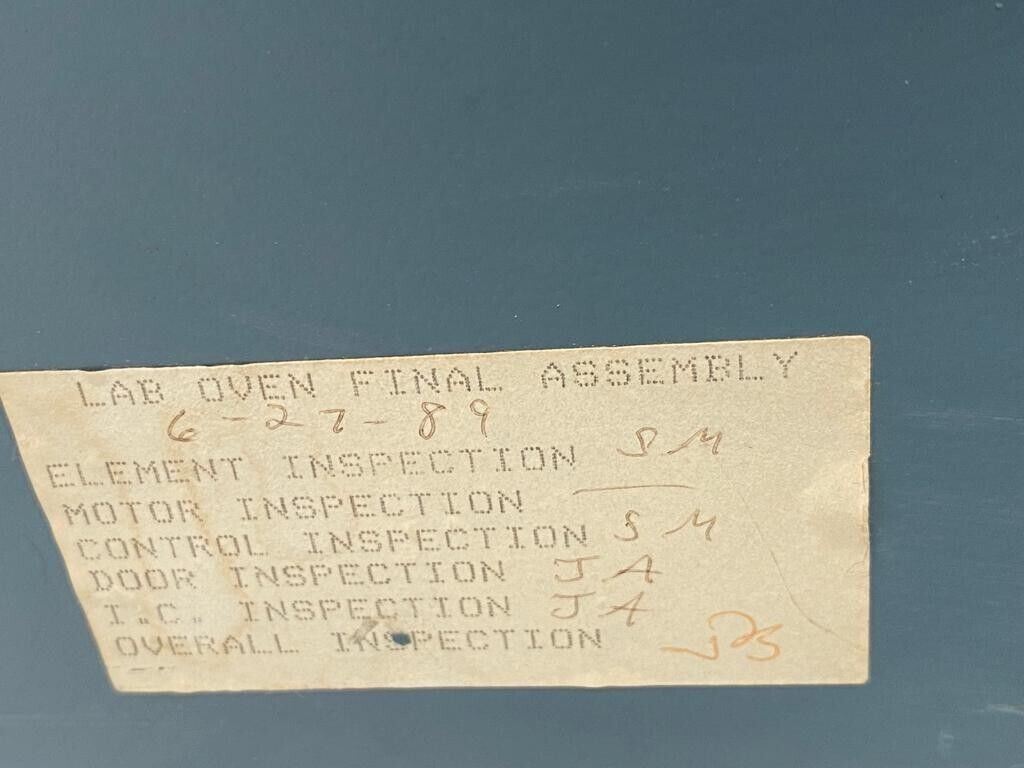 LAB OVEN FINAL ASSEMBLY
6-27-89
ELEMENT INSPECTION SM
MOTOR INSPECTION —
CONTROL INSPECTION SM
DOOR INSPECTION JA
I.C. INSPECTION JA
OVERALL INSPECTION